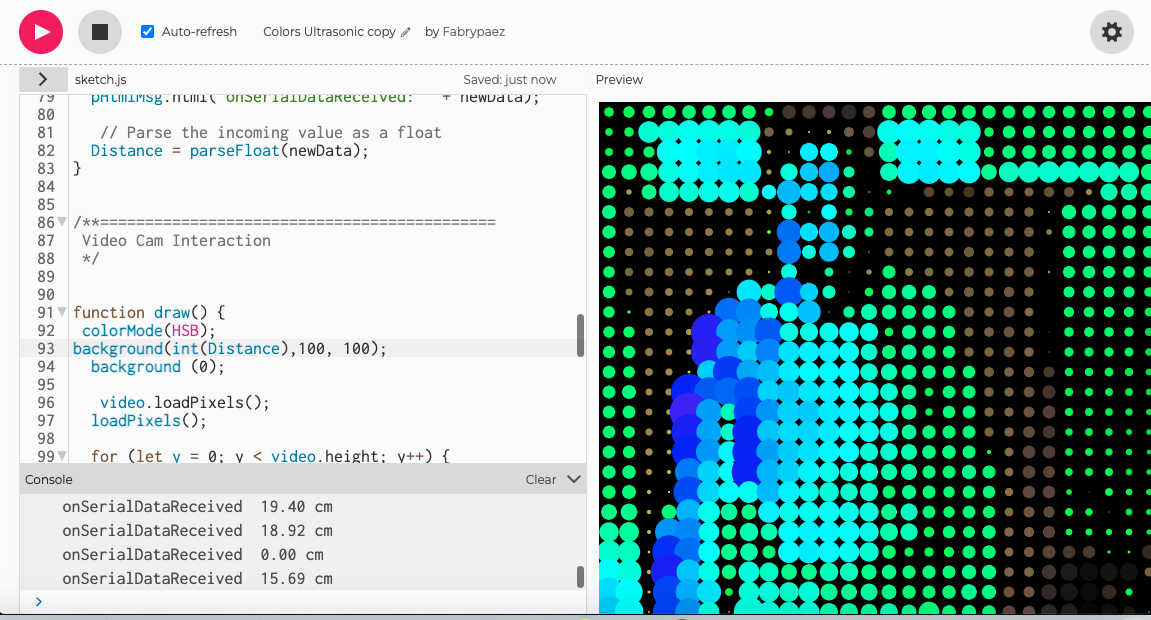 Auto-refresh
Colors Ultrasonic copy
by Fabrypaez
sketch.js
Saved: just now
Preview
79 pHtmlMsg.html("onSerialDataReceived: " + newData);
80
81 // Parse the incoming value as a float
82 Distance = parseFloat(newData);
83 }
84
85
86 /**============================================
87 Video Cam Interaction
88 */
89
90
91 function draw() {
92 colorMode(HSB);
93 background(int(Distance),100, 100);
94 background (0);
95
96 video.loadPixels();
97 loadPixels();
98
99 for (let y = 0; y < video.height; y++) {
Console
Clear
onSerialDataReceived 19.40 cm
onSerialDataReceived 18.92 cm
onSerialDataReceived 0.00 cm
onSerialDataReceived 15.69 cm
>